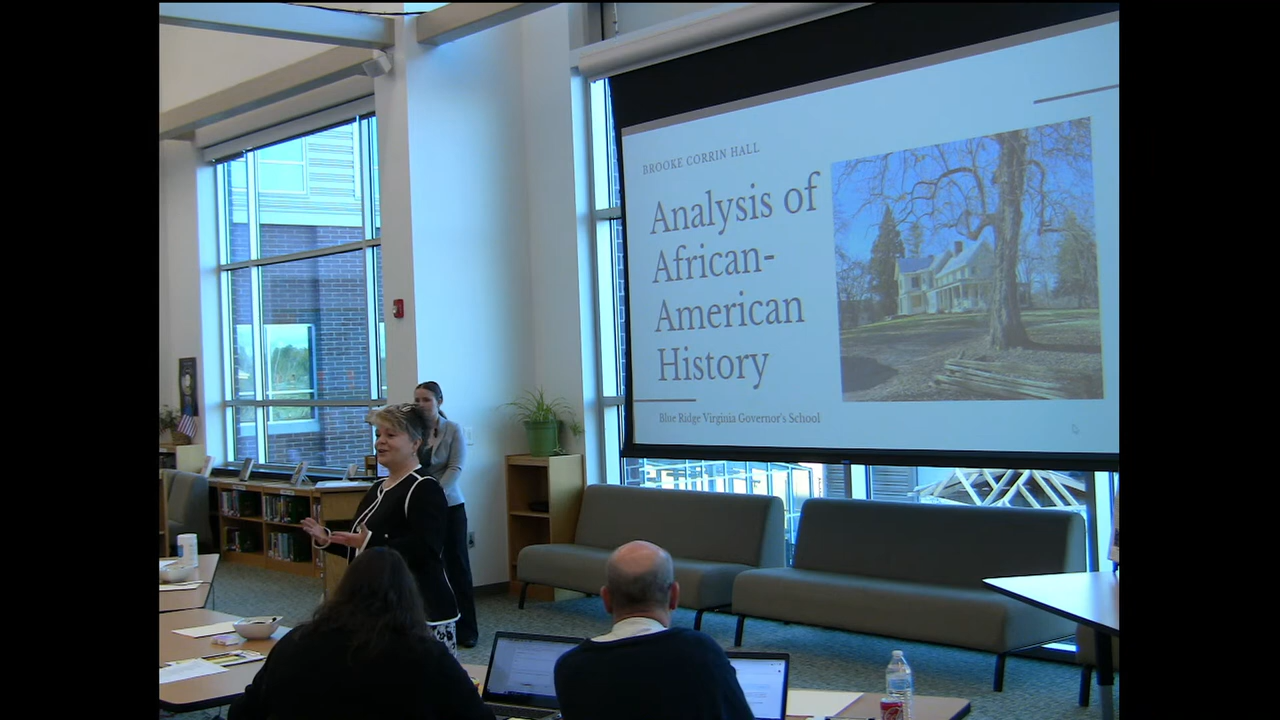 BROOKE CORRIN HALL
Analysis of
African-
American
History
Blue Ridge Virginia Governor's School